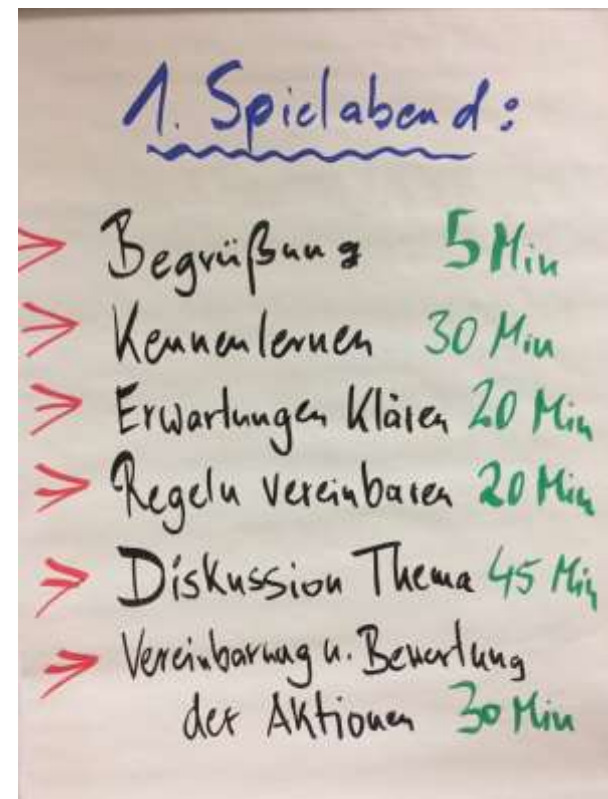 1. Spielabend:
Begrüßung 5 Min
Kennenlernen 30 Min
Erwartungen Klären 20 Min
Regeln vereinbaren 20 Min
Diskussion Thema 45 Min
Vereinbarung u. Bewertung
der Aktionen 30 Min